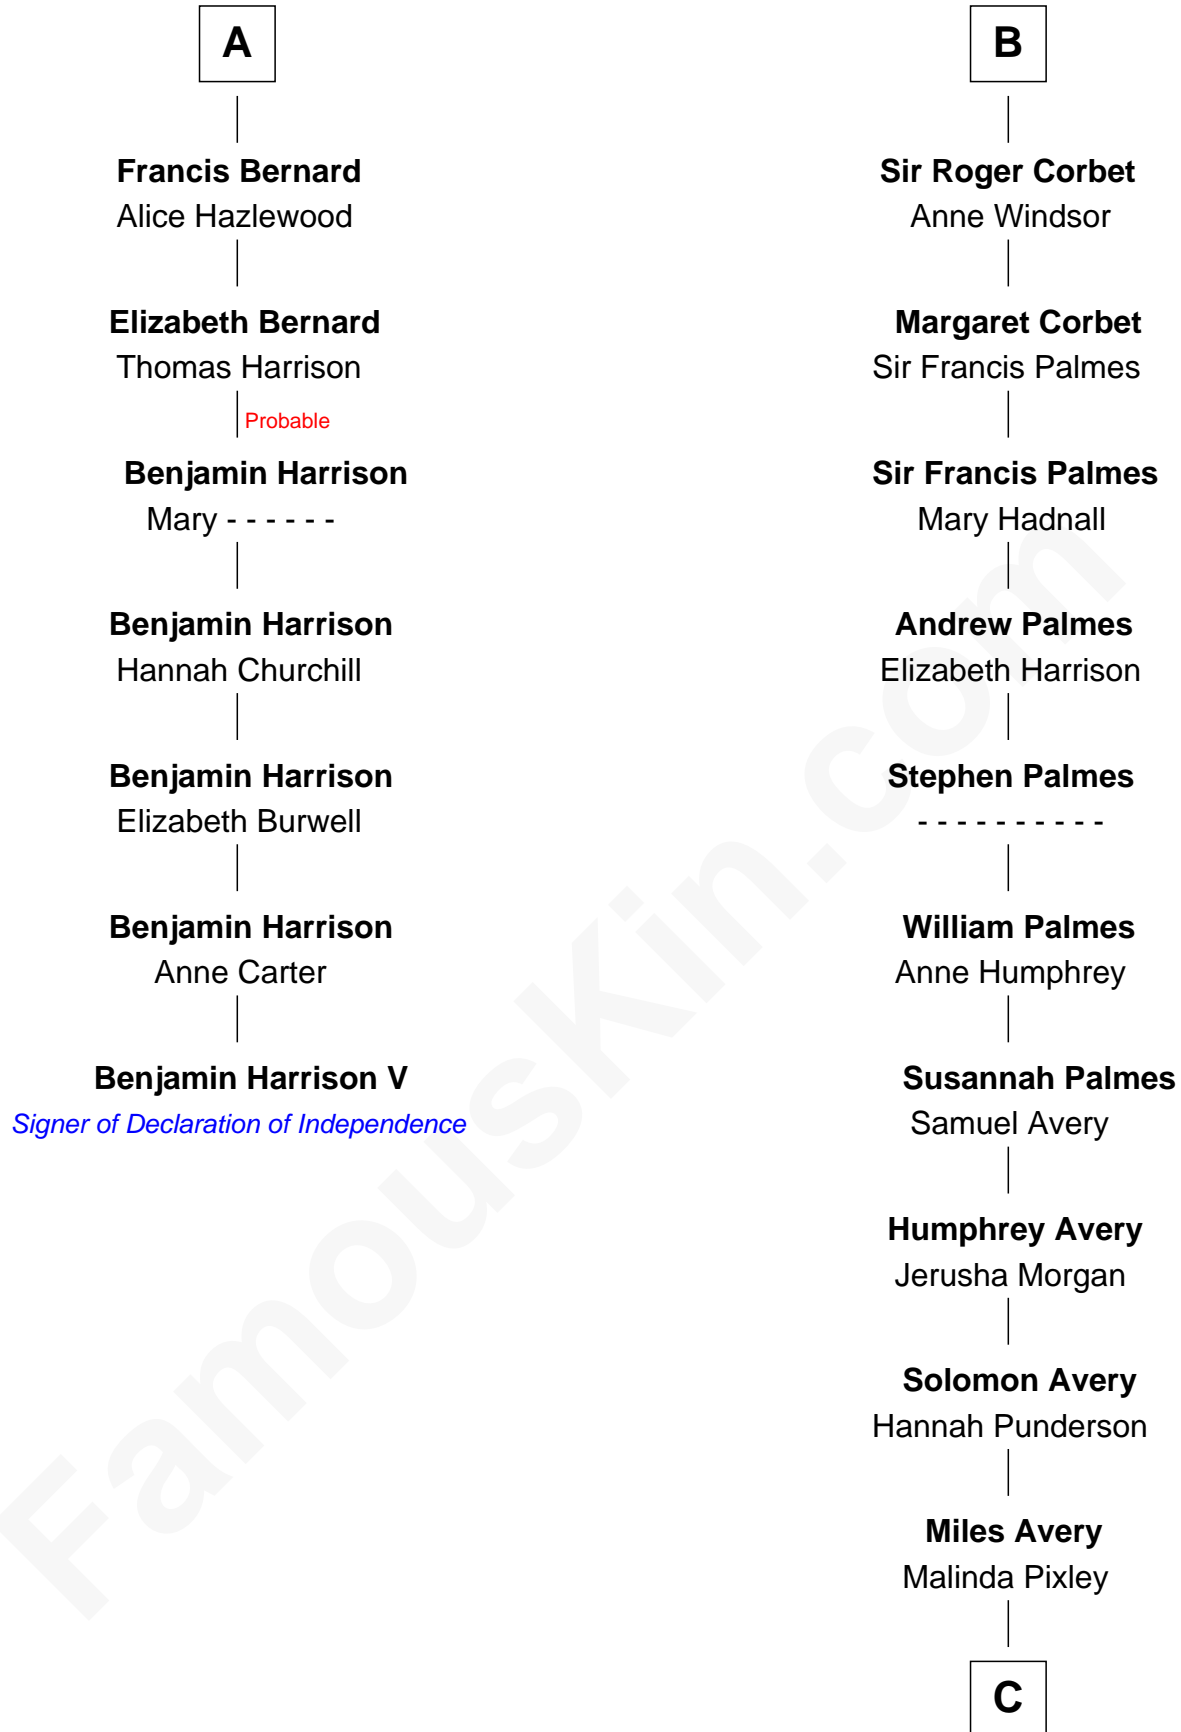 A
Francis Bernard
Alice Hazlewood
Elizabeth Bernard
Thomas Harrison
Probable
Benjamin Harrison
Mary - - - - - -
Benjamin Harrison
Hannah Churchill
Benjamin Harrison
Elizabeth Burwell
Benjamin Harrison
Anne Carter
Benjamin Harrison V
Signer of Declaration of Independence
B
Sir Roger Corbet
Anne Windsor
Margaret Corbet
Sir Francis Palmes
Sir Francis Palmes
Mary Hadnall
Andrew Palmes
Elizabeth Harrison
Stephen Palmes
- - - - - - - - - -
William Palmes
Anne Humphrey
Susannah Palmes
Samuel Avery
Humphrey Avery
Jerusha Morgan
Solomon Avery
Hannah Punderson
Miles Avery
Malinda Pixley
C
FamousKin.com